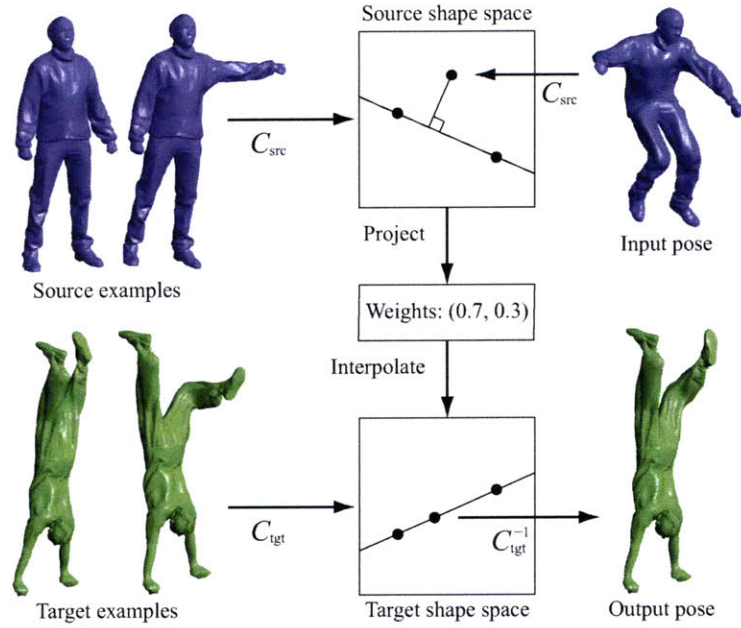 Source shape space
C_src
C_src
Project
Input pose
Source examples
Weights: (0.7, 0.3)
Interpolate
C_tgt
C_tgt^-1
Target examples
Target shape space
Output pose